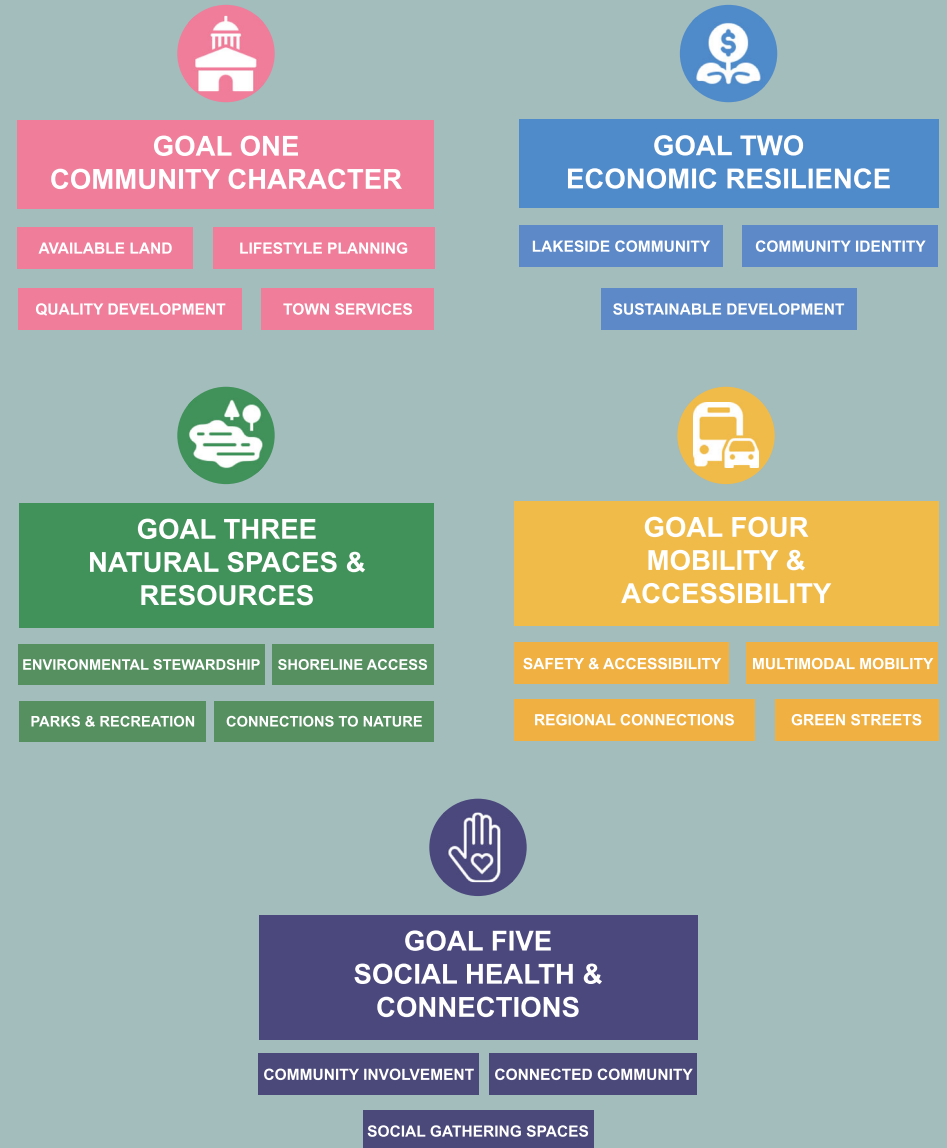 GOAL ONE
COMMUNITY CHARACTER
AVAILABLE LAND
LIFESTYLE PLANNING
QUALITY DEVELOPMENT
TOWN SERVICES
$
GOAL TWO
ECONOMIC RESILIENCE
LAKESIDE COMMUNITY
COMMUNITY IDENTITY
SUSTAINABLE DEVELOPMENT
GOAL THREE
NATURAL SPACES &
RESOURCES
ENVIRONMENTAL STEWARDSHIP
SHORELINE ACCESS
PARKS & RECREATION
CONNECTIONS TO NATURE
GOAL FOUR
MOBILITY &
ACCESSIBILITY
SAFETY & ACCESSIBILITY
MULTIMODAL MOBILITY
REGIONAL CONNECTIONS
GREEN STREETS
GOAL FIVE
SOCIAL HEALTH &
CONNECTIONS
COMMUNITY INVOLVEMENT
CONNECTED COMMUNITY
SOCIAL GATHERING SPACES